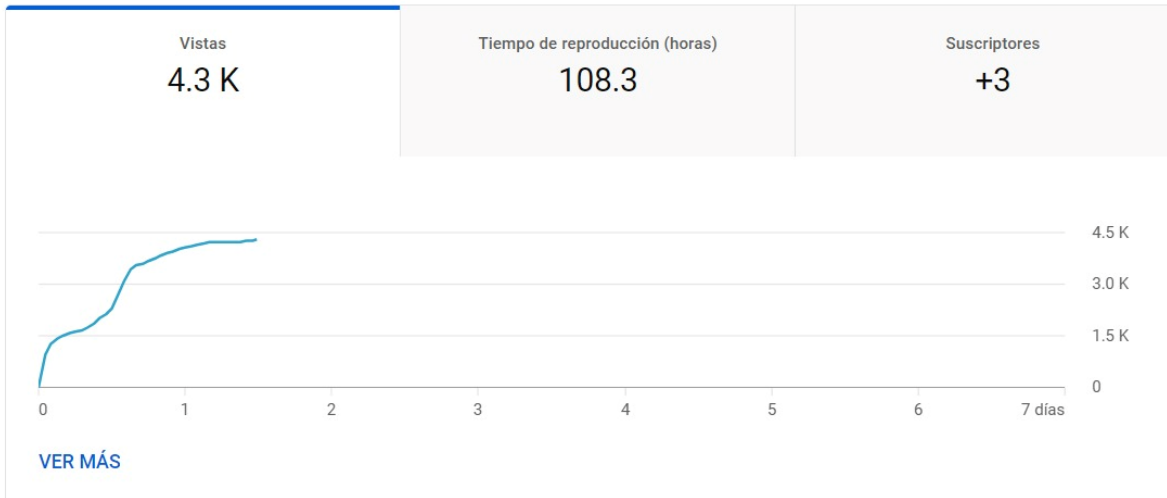 Vistas
4.3 K
Tiempo de reproducción (horas)
108.3
Suscriptores
+3
4.5 K
3.0 K
1.5 K
0
0 1 2 3 4 5 6 7 días
VER MÁS